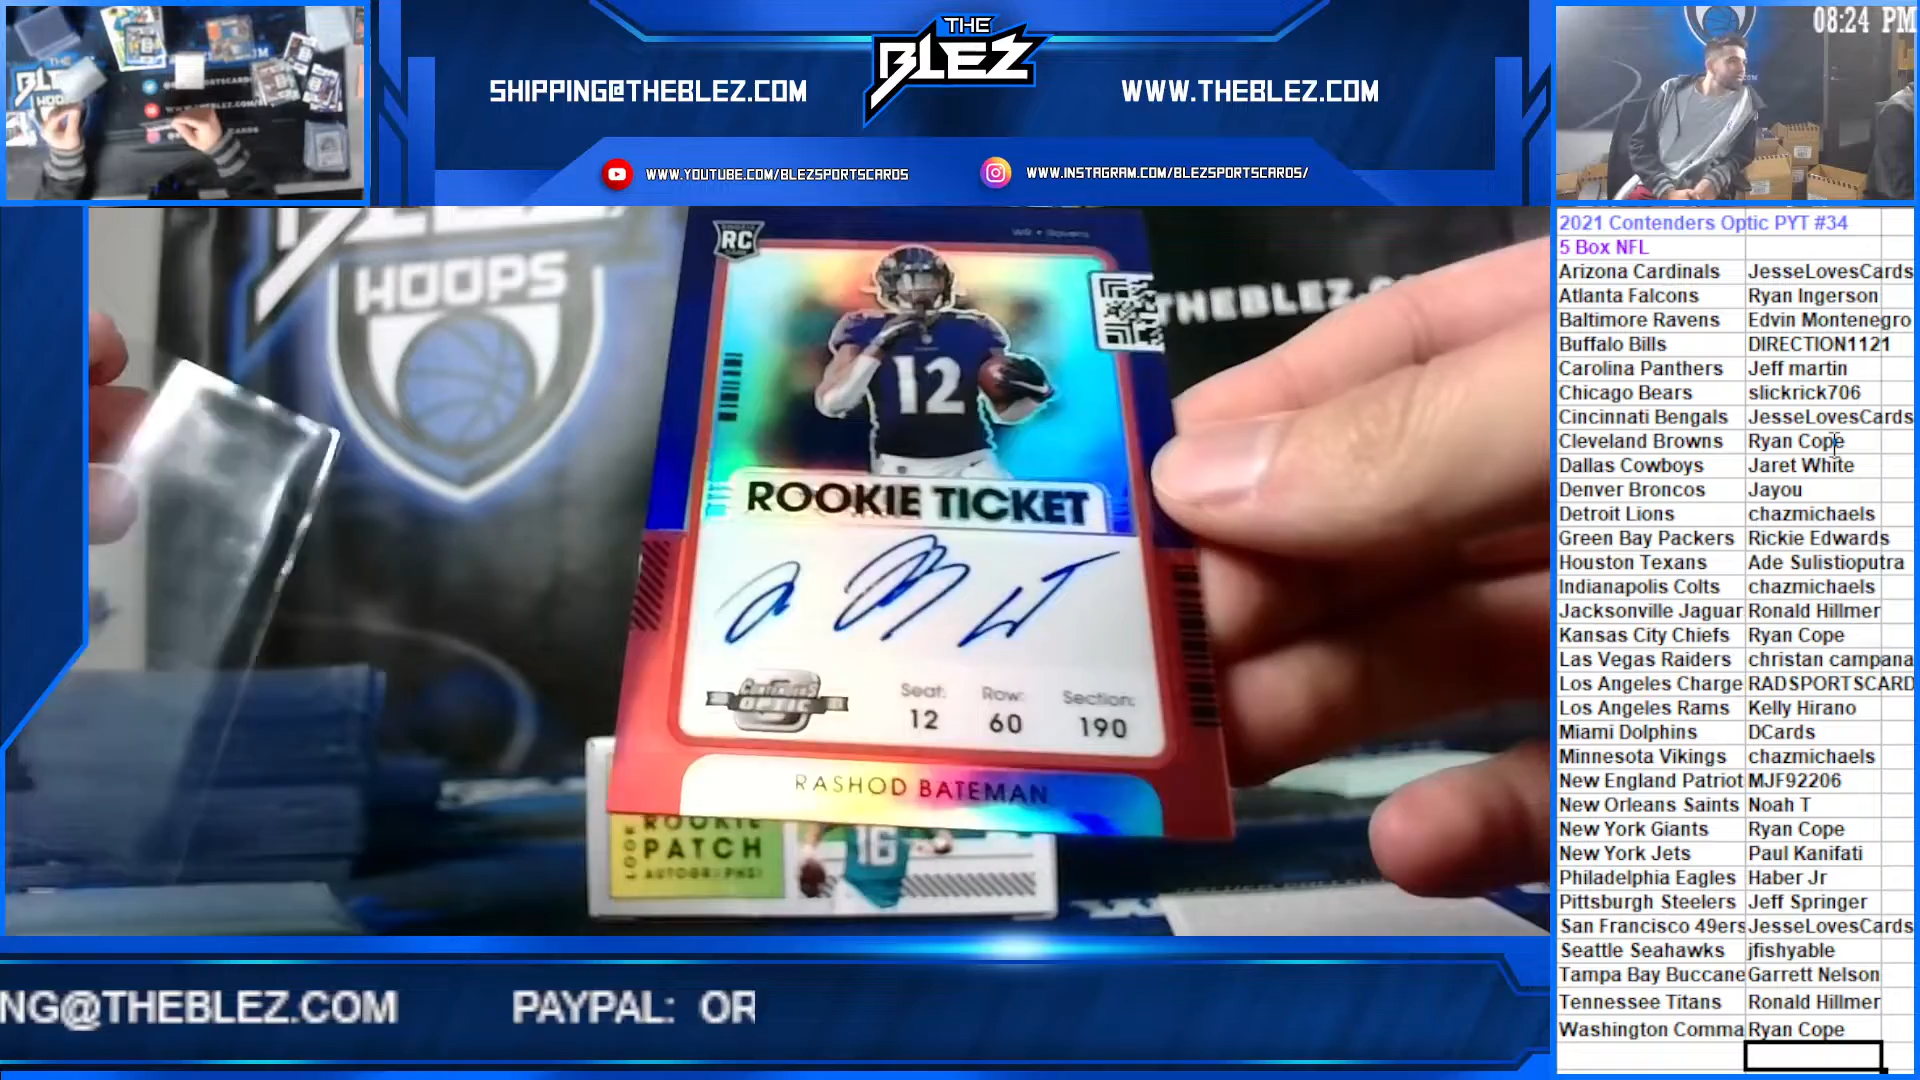 08:24 PM
THE
BLEZ
SHIPPING@THEBLEZ.COM
WWW.THEBLEZ.COM
WWW.YOUTUBE.COM/BLEZSPORTSCARDS
WWW.INSTAGRAM.COM/BLEZSPORTSCARDS/
HOOPS
THEBLEZ.C
RC
WR • Ravens
12
ROOKIE TICKET
CONTENDERS
OPTIC
Seat: Row: Section:
12 60 190
RASHOD BATEMAN
LOOK
ROOKIE
PATCH
AUTOGRAPHS!
16
2021 Contenders Optic PYT #34
5 Box NFL
Arizona Cardinals JesseLovesCards
Atlanta Falcons Ryan Ingerson
Baltimore Ravens Edvin Montenegro
Buffalo Bills DIRECTION1121
Carolina Panthers Jeff martin
Chicago Bears slickrick706
Cincinnati Bengals JesseLovesCards
Cleveland Browns Ryan Cope
Dallas Cowboys Jaret White
Denver Broncos Jayou
Detroit Lions chazmichaels
Green Bay Packers Rickie Edwards
Houston Texans Ade Sulistioputra
Indianapolis Colts chazmichaels
Jacksonville Jaguar Ronald Hillmer
Kansas City Chiefs Ryan Cope
Las Vegas Raiders christan campana
Los Angeles Charge RADSPORTSCARD
Los Angeles Rams Kelly Hirano
Miami Dolphins DCards
Minnesota Vikings chazmichaels
New England Patriot MJF92206
New Orleans Saints Noah T
New York Giants Ryan Cope
New York Jets Paul Kanifati
Philadelphia Eagles Haber Jr
Pittsburgh Steelers Jeff Springer
San Francisco 49ers JesseLovesCards
Seattle Seahawks jfishyable
Tampa Bay Buccane Garrett Nelson
Tennessee Titans Ronald Hillmer
Washington Comma Ryan Cope
NG@THEBLEZ.COM PAYPAL: OR